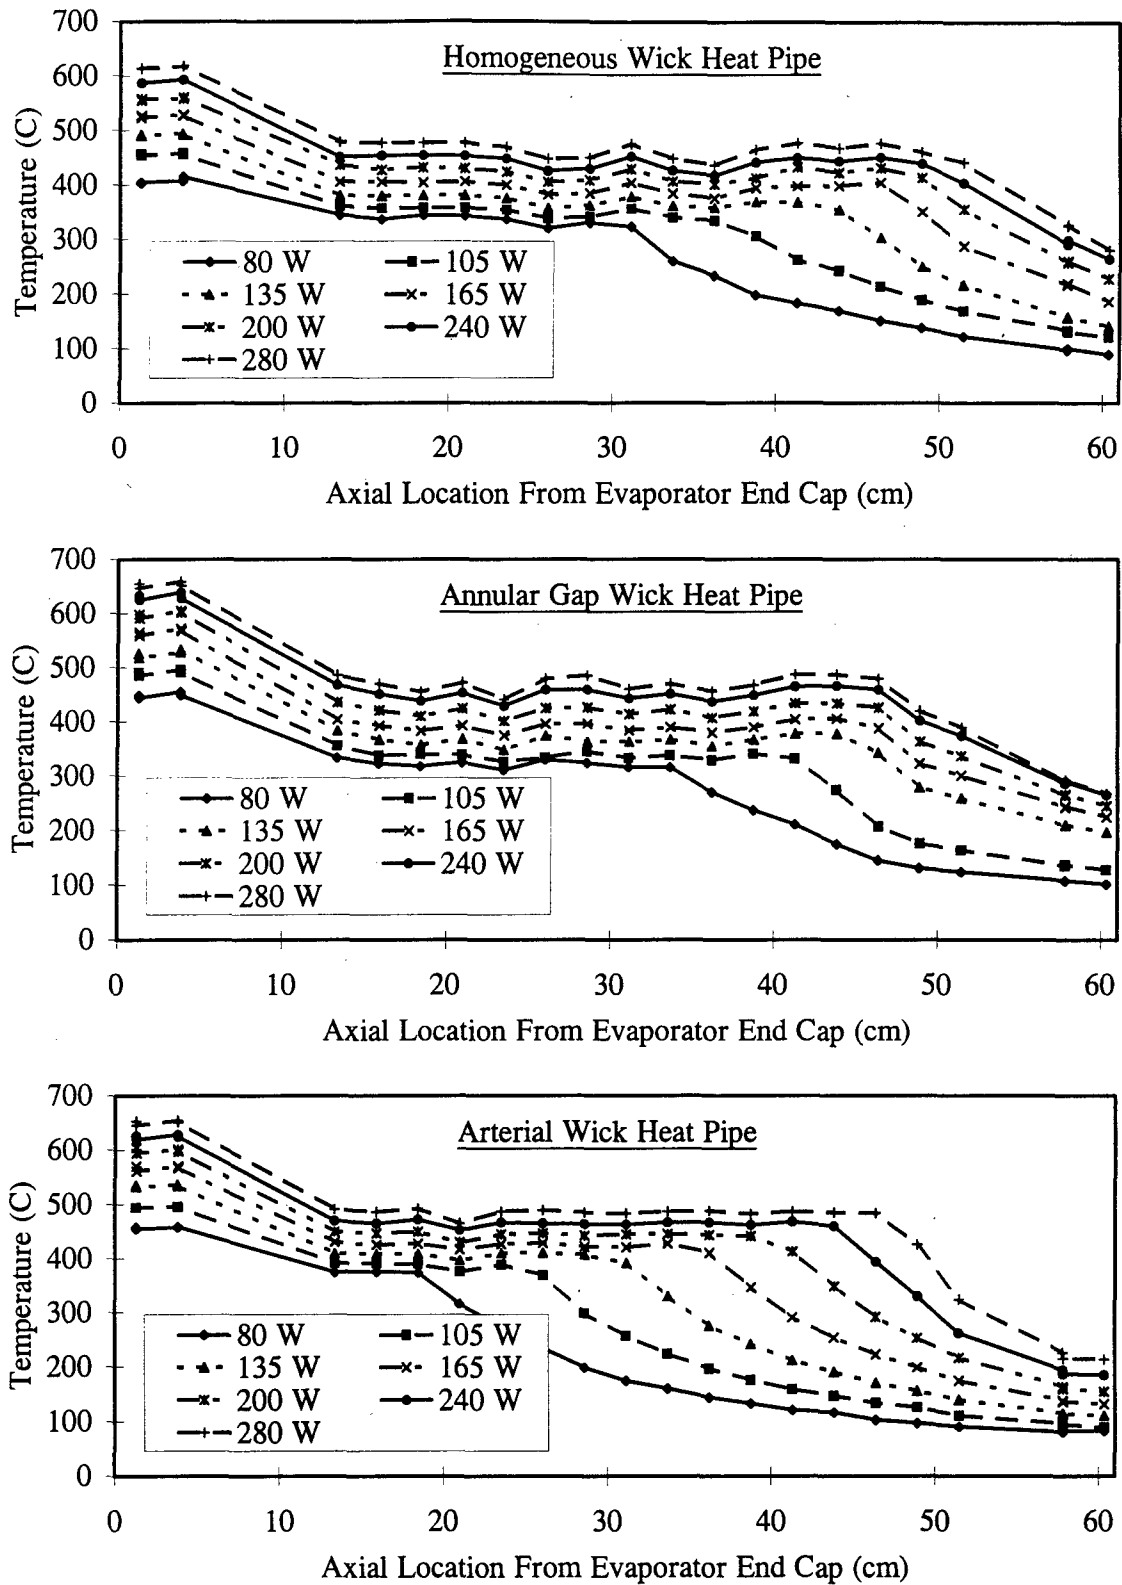 700
Homogeneous Wick Heat Pipe
600
500
400
300
200
100
0
Temperature (C)
80 W
105 W
135 W
165 W
200 W
240 W
280 W
0 10 20 30 40 50 60
Axial Location From Evaporator End Cap (cm)
700
Annular Gap Wick Heat Pipe
600
500
400
300
200
100
0
Temperature (C)
80 W
105 W
135 W
165 W
200 W
240 W
280 W
0 10 20 30 40 50 60
Axial Location From Evaporator End Cap (cm)
700
Arterial Wick Heat Pipe
600
500
400
300
200
100
0
Temperature (C)
80 W
105 W
135 W
165 W
200 W
240 W
280 W
0 10 20 30 40 50 60
Axial Location From Evaporator End Cap (cm)